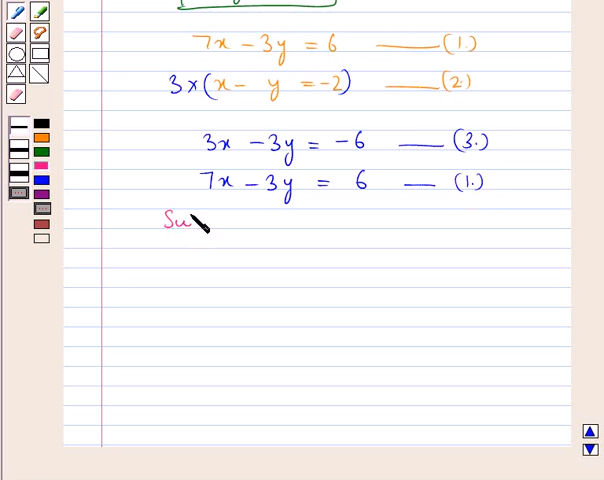 7x - 3y = 6 —— (1.)
3×(x - y = -2) —— (2.)
3x - 3y = -6 —— (3.)
7x - 3y = 6 — (1.)
Su